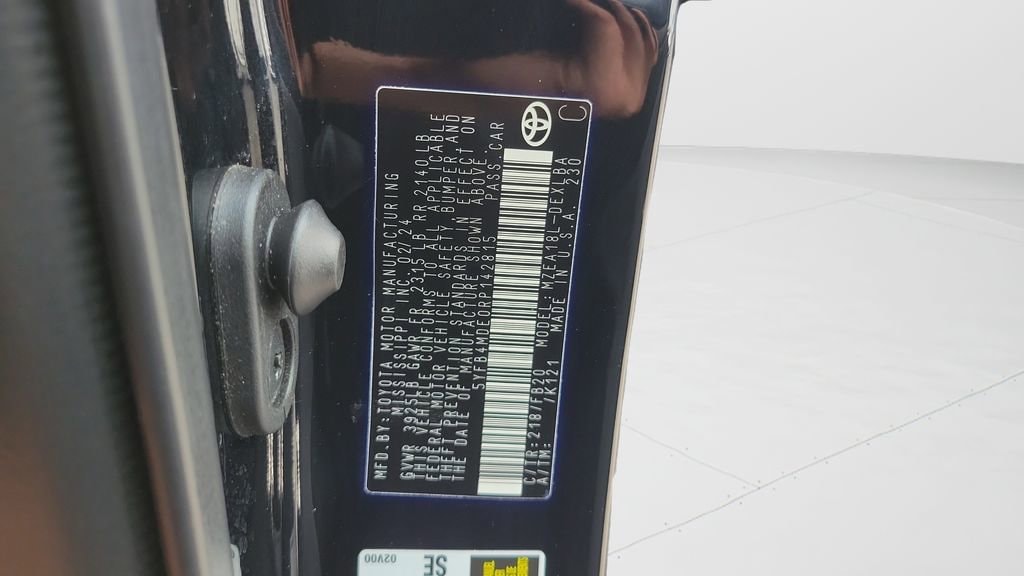 MFD.BY:TOYOTA MOTOR MANUFACTURING
MISSISSIPPI INC. 02/24
GVWR 3925LB GAWR FR 2315 LB RR 2140 LB
THIS VEHICLE CONFORMS TO ALL APPLICABLE
FEDERAL MOTOR VEHICLE SAFETY, BUMPER, AND
THEFT PREVENTION STANDARDS IN EFFECT ON
THE DATE OF MANUFACTURE SHOWN ABOVE.
5YFB4MDE0RP142815 PASS.CAR
C/TR:218/FB20 MODEL:MZEA18L-DEXLBA
A/TM: /K121 MADE IN U.S.A. 230
C
02V00
SE